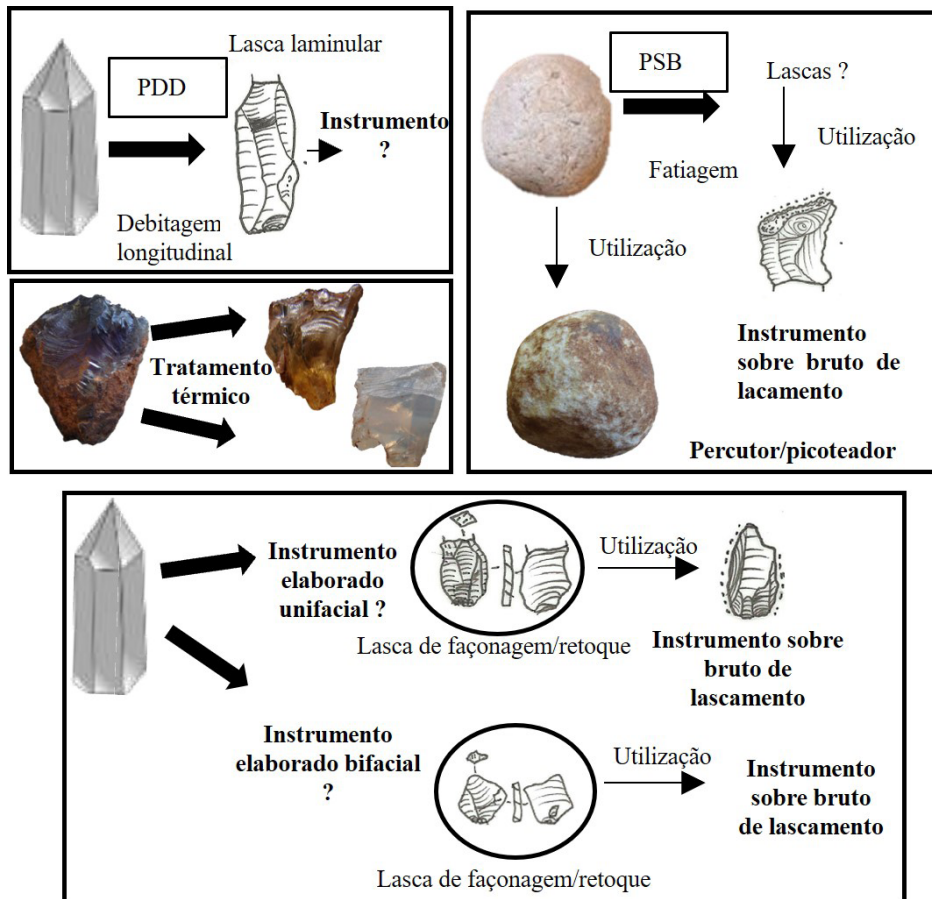 Lasca laminular
PDD
Instrumento
?
Debitagem
longitudinal
PSB
Lascas ?
Utilização
Fatiagem
Utilização
Instrumento
sobre bruto de
lacamento
Percutor/picoteador
Tratamento
térmico
Instrumento
elaborado
unifacial ?
Lasca de façonagem/retoque
Utilização
Instrumento sobre
bruto de
lascamento
Instrumento
elaborado bifacial
?
Lasca de façonagem/retoque
Utilização
Instrumento
sobre bruto
de lascamento